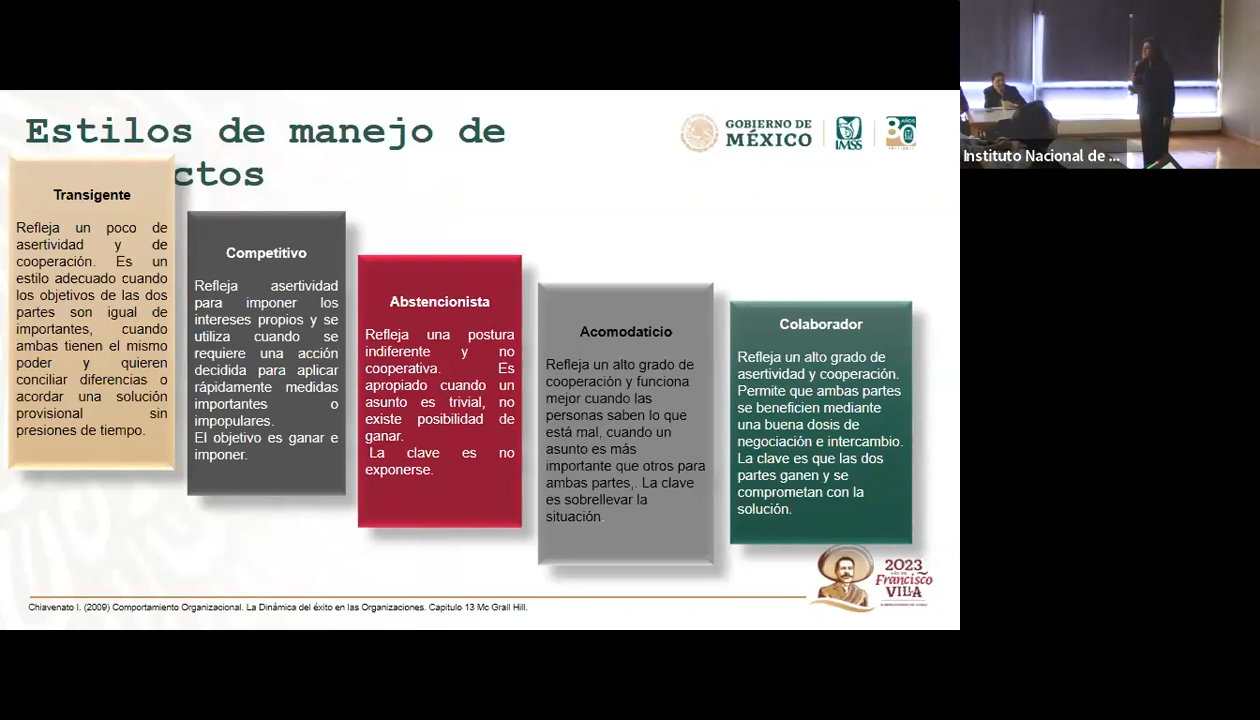 Estilos de manejo de
ctos
GOBIERNO DE
MÉXICO
IMSS
Instituto Nacional de ...
Transigente
Refleja un poco de
asertividad y de
cooperación. Es un
estilo adecuado cuando
los objetivos de las dos
partes son igual de
importantes, cuando
ambas tienen el mismo
poder y quieren
conciliar diferencias o
acordar una solución
provisional sin
presiones de tiempo.
Competitivo
Refleja asertividad
para imponer los
intereses propios y se
utiliza cuando se
requiere una acción
decidida para aplicar
rápidamente medidas
importantes o
impopulares.
El objetivo es ganar e
imponer.
Abstencionista
Refleja una postura
indiferente y no
cooperativa. Es
apropiado cuando un
asunto es trivial, no
existe posibilidad de
ganar.
La clave es no
exponerse.
Acomodaticio
Refleja un alto grado de
cooperación y funciona
mejor cuando las
personas saben lo que
está mal, cuando un
asunto es más
importante que otros para
ambas partes,. La clave
es sobrellevar la
situación.
Colaborador
Refleja un alto grado de
asertividad y cooperación.
Permite que ambas partes
se beneficien mediante
una buena dosis de
negociación e intercambio.
La clave es que las dos
partes ganen y se
comprometan con la
solución.
2023
Francisco
VILLA
Chiavenato I. (2009) Comportamiento Organizacional. La Dinámica del éxito en las Organizaciones. Capitulo 13 Mc Grall Hill.